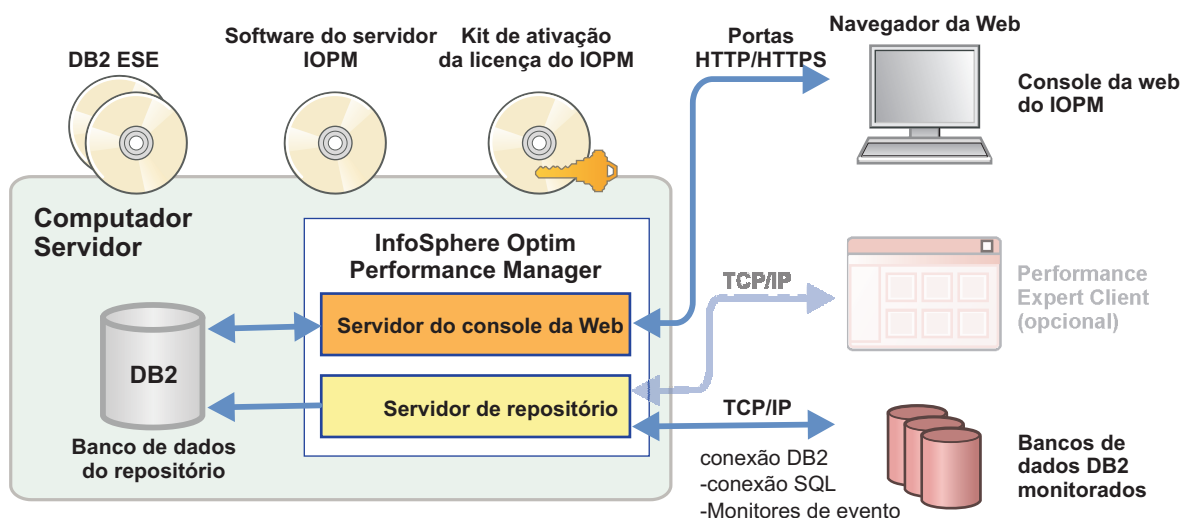 DB2 ESE
Software do servidor
IOPM
Kit de ativação
da licença do IOPM
Portas
HTTP/HTTPS
Navegador da Web
Console da web
do IOPM
Computador
Servidor
InfoSphere Optim
Performance Manager
Servidor do console da Web
Servidor de repositório
DB2
Banco de dados
do repositório
TCP/IP
Performance
Expert Client
(opcional)
TCP/IP
conexão DB2
-conexão SQL
-Monitores de evento
Bancos de
dados DB2
monitorados